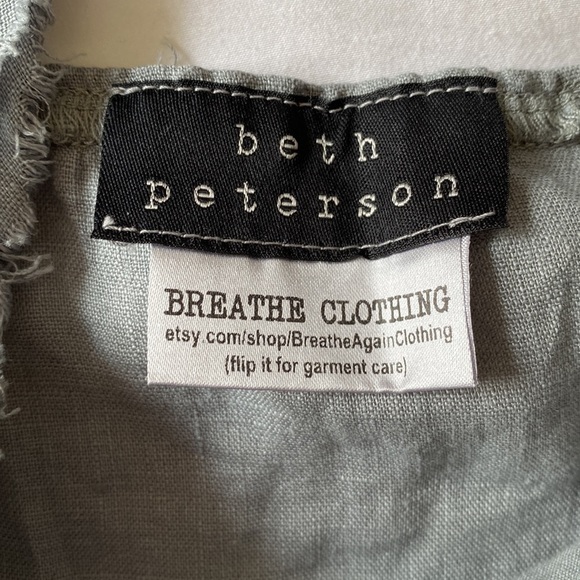 beth
peterson
BREATHE CLOTHING
etsy.com/shop/BreatheAgainClothing
(flip it for garment care)